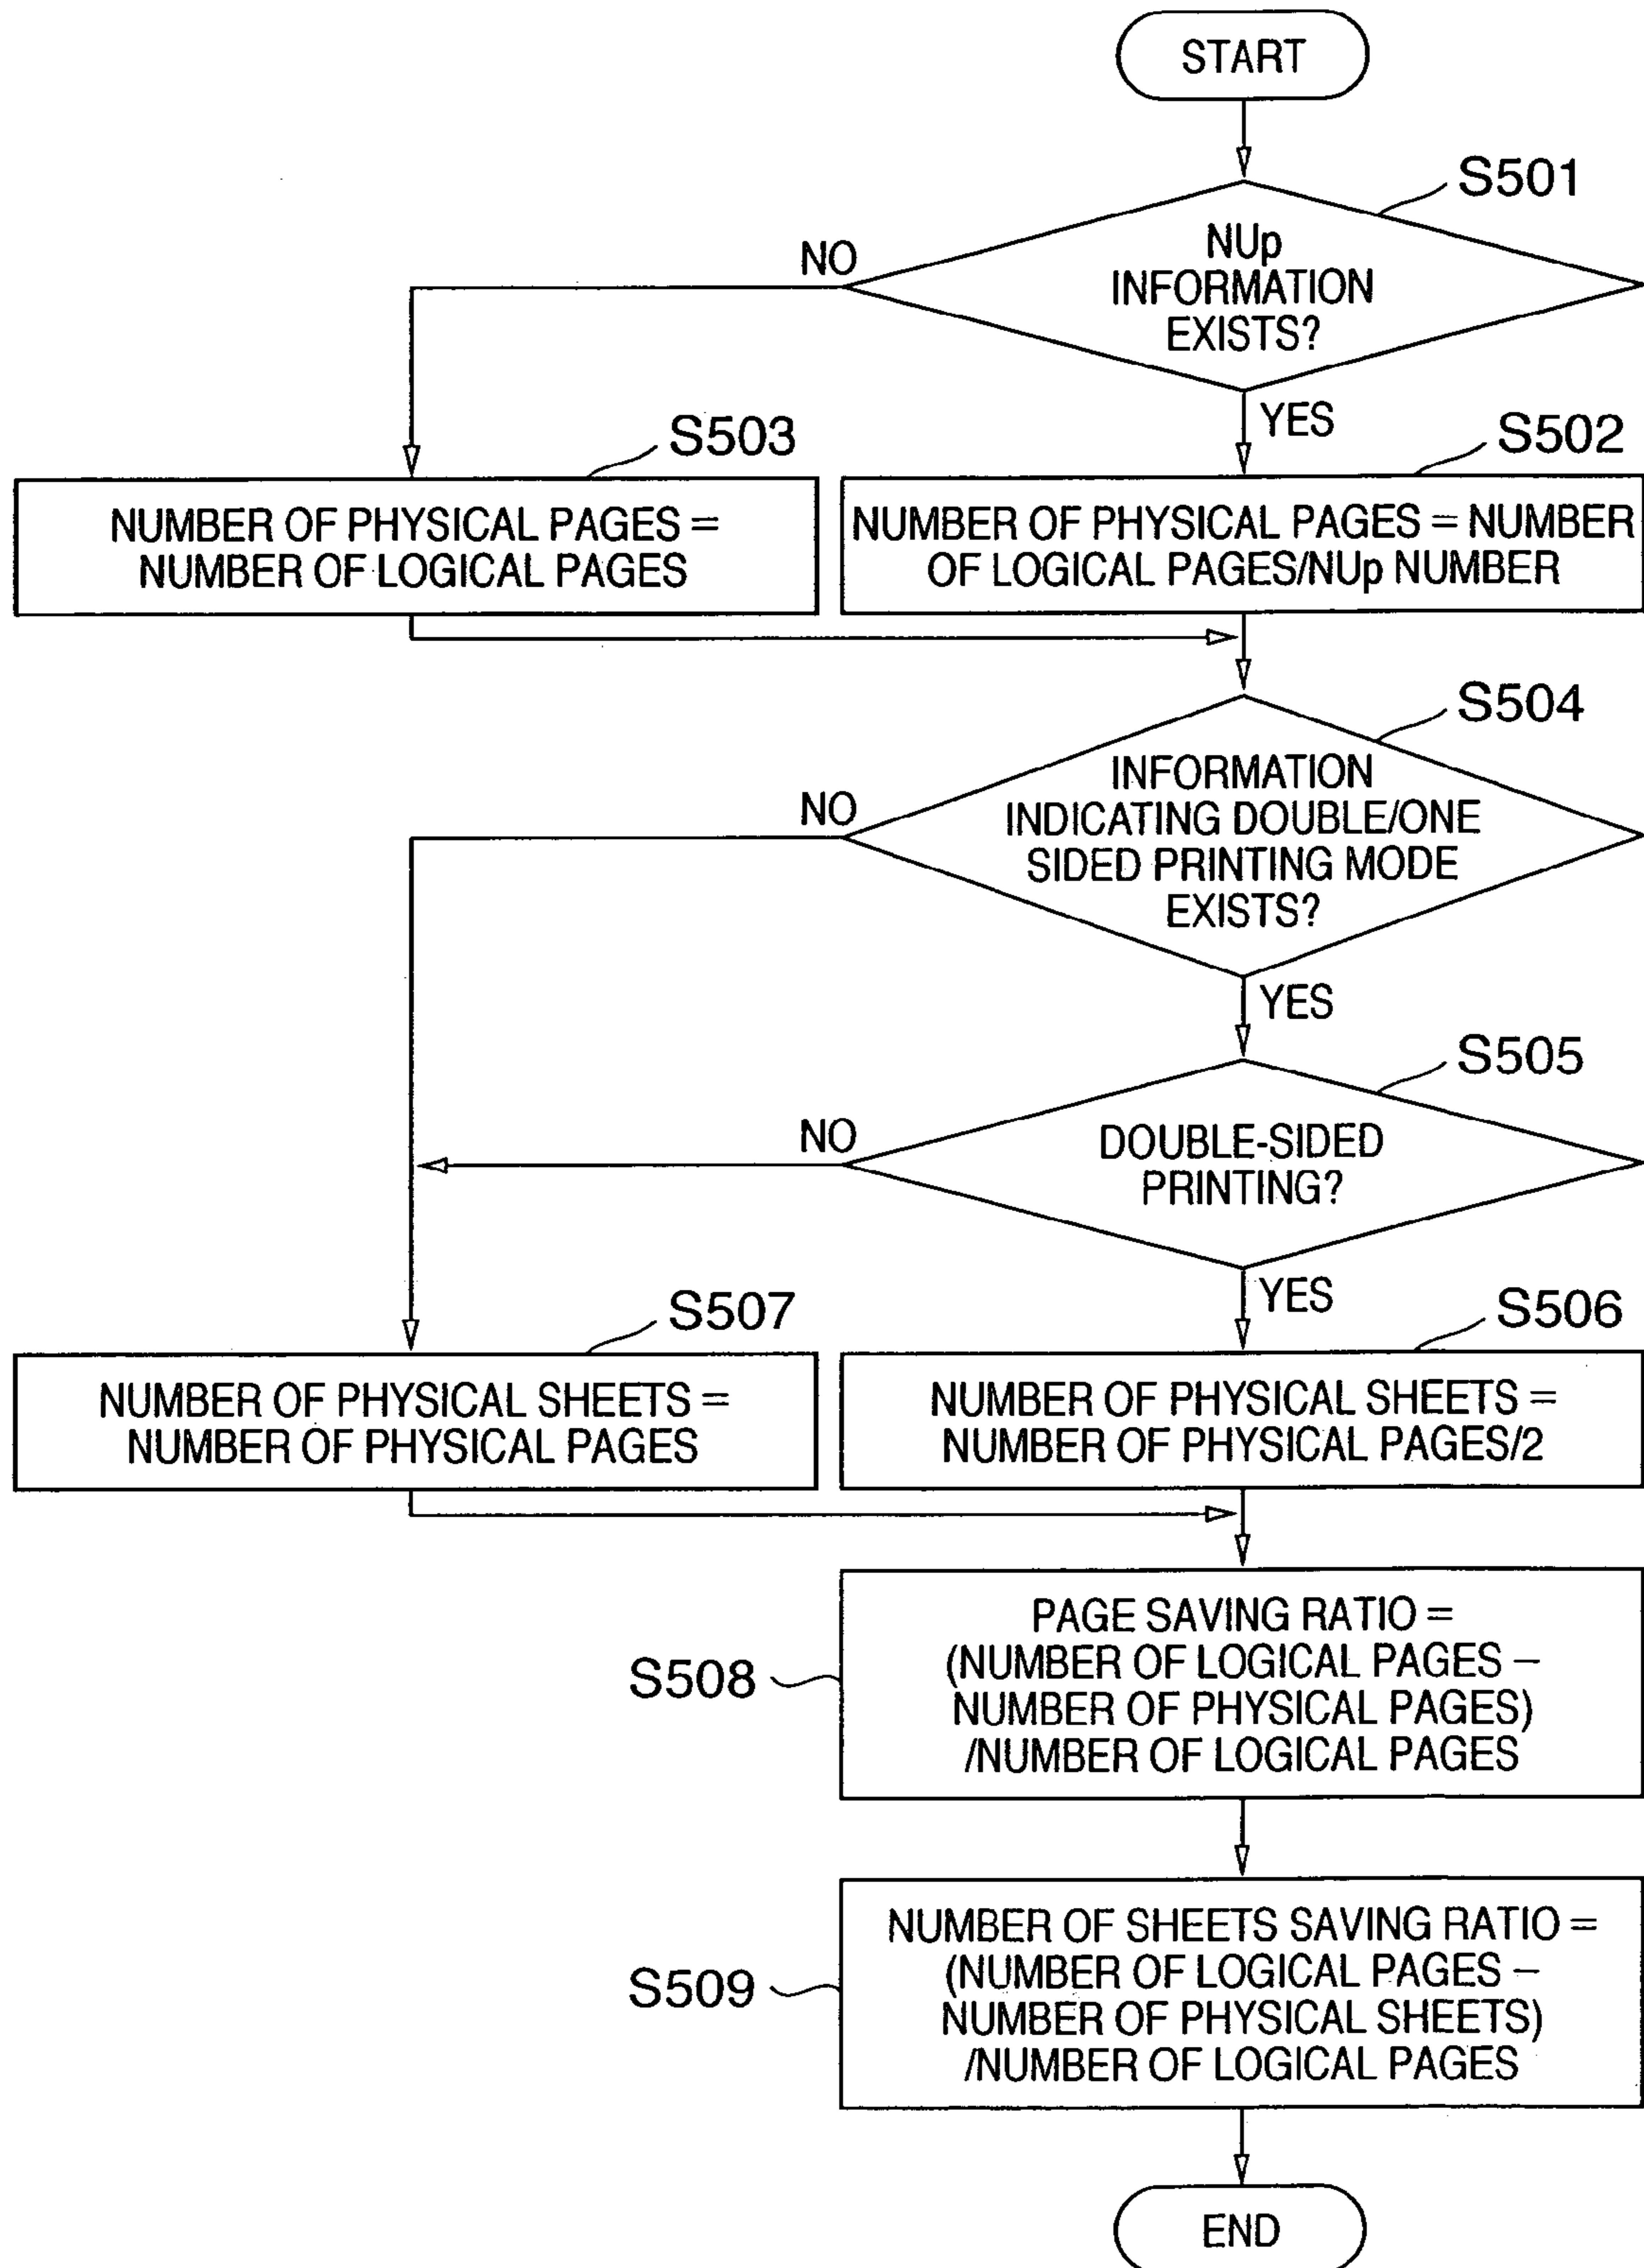 START
S501
NUp
INFORMATION
EXISTS?
NO
YES
S503
S502
NUMBER OF PHYSICAL PAGES =
NUMBER OF LOGICAL PAGES
NUMBER OF PHYSICAL PAGES = NUMBER
OF LOGICAL PAGES/NUp NUMBER
S504
INFORMATION
INDICATING DOUBLE/ONE
SIDED PRINTING MODE
EXISTS?
NO
YES
S505
DOUBLE-SIDED
PRINTING?
NO
YES
S507
S506
NUMBER OF PHYSICAL SHEETS =
NUMBER OF PHYSICAL PAGES
NUMBER OF PHYSICAL SHEETS =
NUMBER OF PHYSICAL PAGES/2
S508
PAGE SAVING RATIO =
(NUMBER OF LOGICAL PAGES –
NUMBER OF PHYSICAL PAGES)
/NUMBER OF LOGICAL PAGES
S509
NUMBER OF SHEETS SAVING RATIO =
(NUMBER OF LOGICAL PAGES –
NUMBER OF PHYSICAL SHEETS)
/NUMBER OF LOGICAL PAGES
END